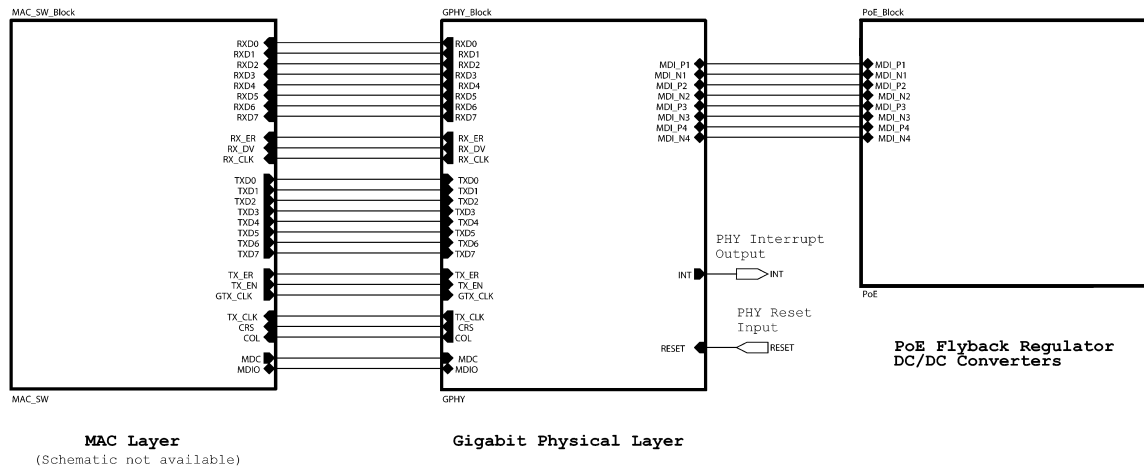 MAC_SW_Block
RXD0
RXD1
RXD2
RXD3
RXD4
RXD5
RXD6
RXD7
RX_ER
RX_DV
RX_CLK
TXD0
TXD1
TXD2
TXD3
TXD4
TXD5
TXD6
TXD7
TX_ER
TX_EN
GTX_CLK
TX_CLK
CRS
COL
MDC
MDIO
MAC_SW
MAC Layer
(Schematic not available)
GPHY_Block
RXD0
RXD1
RXD2
RXD3
RXD4
RXD5
RXD6
RXD7
RX_ER
RX_DV
RX_CLK
TXD0
TXD1
TXD2
TXD3
TXD4
TXD5
TXD6
TXD7
TX_ER
TX_EN
GTX_CLK
TX_CLK
CRS
COL
MDC
MDIO
MDI_P1
MDI_N1
MDI_P2
MDI_N2
MDI_P3
MDI_N3
MDI_P4
MDI_N4
INT
RESET
GPHY
Gigabit Physical Layer
PHY Interrupt
Output
INT
PHY Reset
Input
RESET
PoE_Block
MDI_P1
MDI_N1
MDI_P2
MDI_N2
MDI_P3
MDI_N3
MDI_P4
MDI_N4
PoE
PoE Flyback Regulator
DC/DC Converters